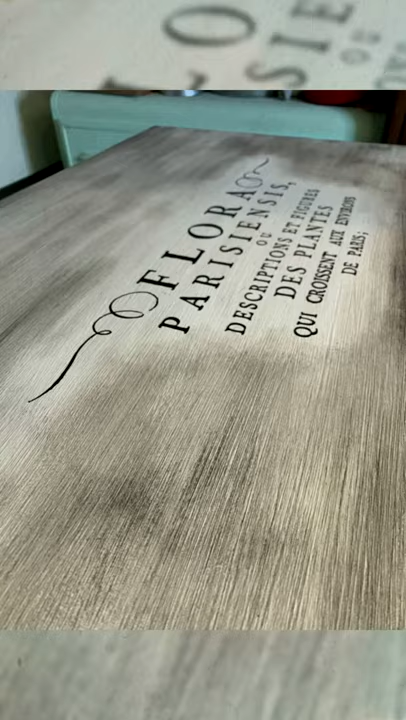 FLORA
PARISIENSIS,
OU
DESCRIPTIONS ET FIGURES
DES PLANTES
QUI CROISSENT AUX ENVIRONS
DE PARIS;